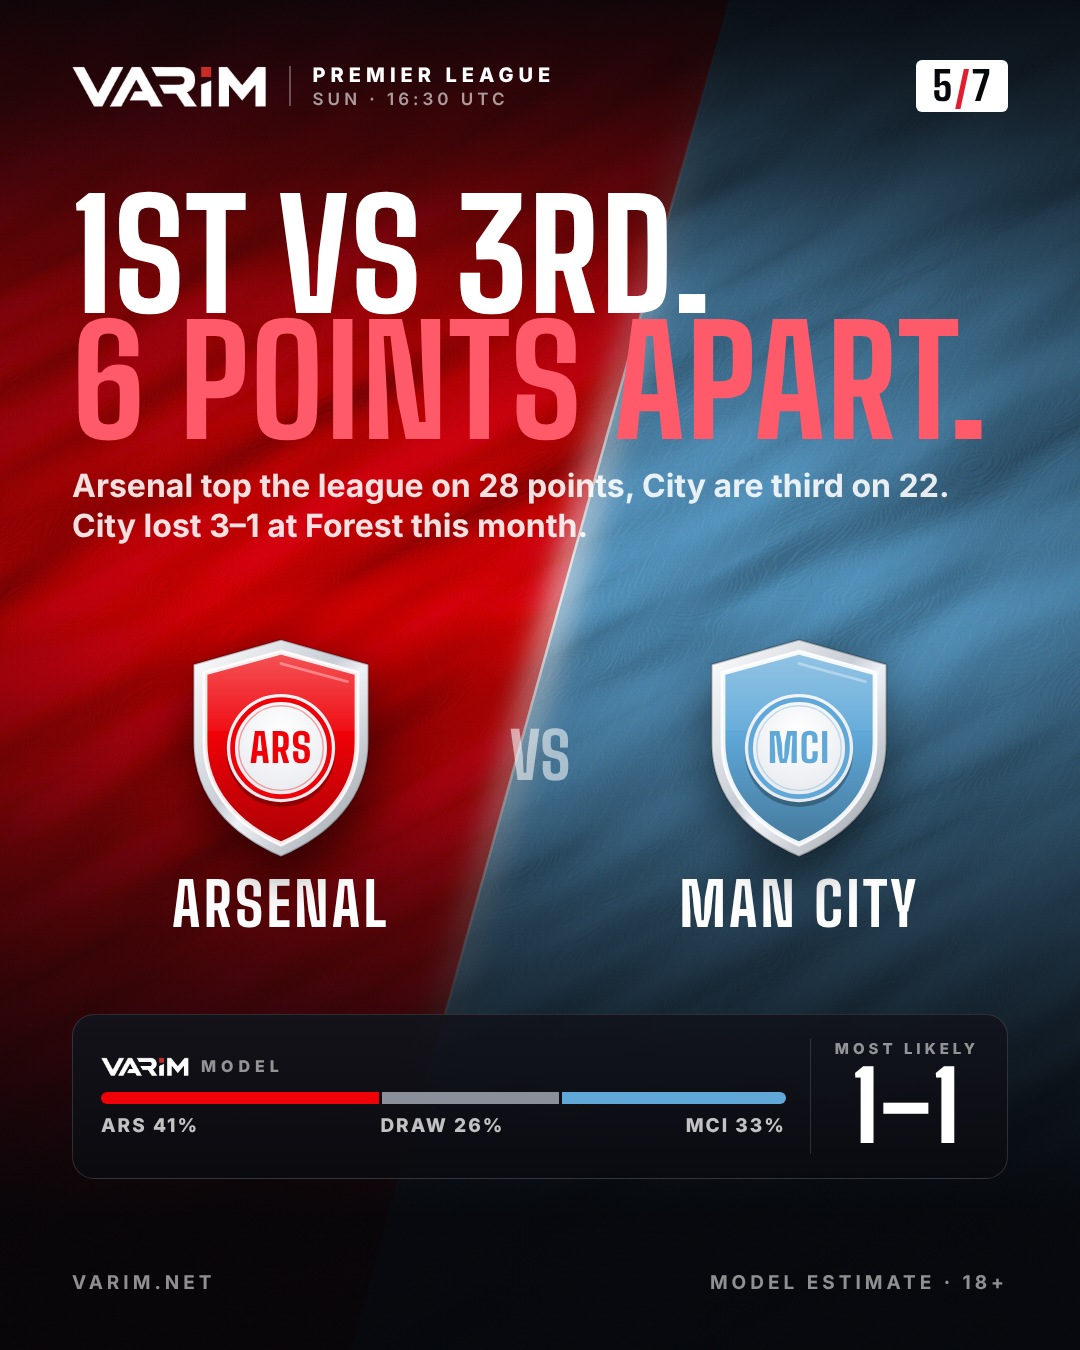 VARiM
PREMIER LEAGUE
SUN · 16:30 UTC
5/7
1ST VS 3RD.
6 POINTS APART.
Arsenal top the league on 28 points, City are third on 22.
City lost 3–1 at Forest this month.
ARS
VS
MCI
ARSENAL
MAN CITY
VARiM MODEL
ARS 41%
DRAW 26%
MCI 33%
MOST LIKELY
1–1
VARIM.NET
MODEL ESTIMATE · 18+